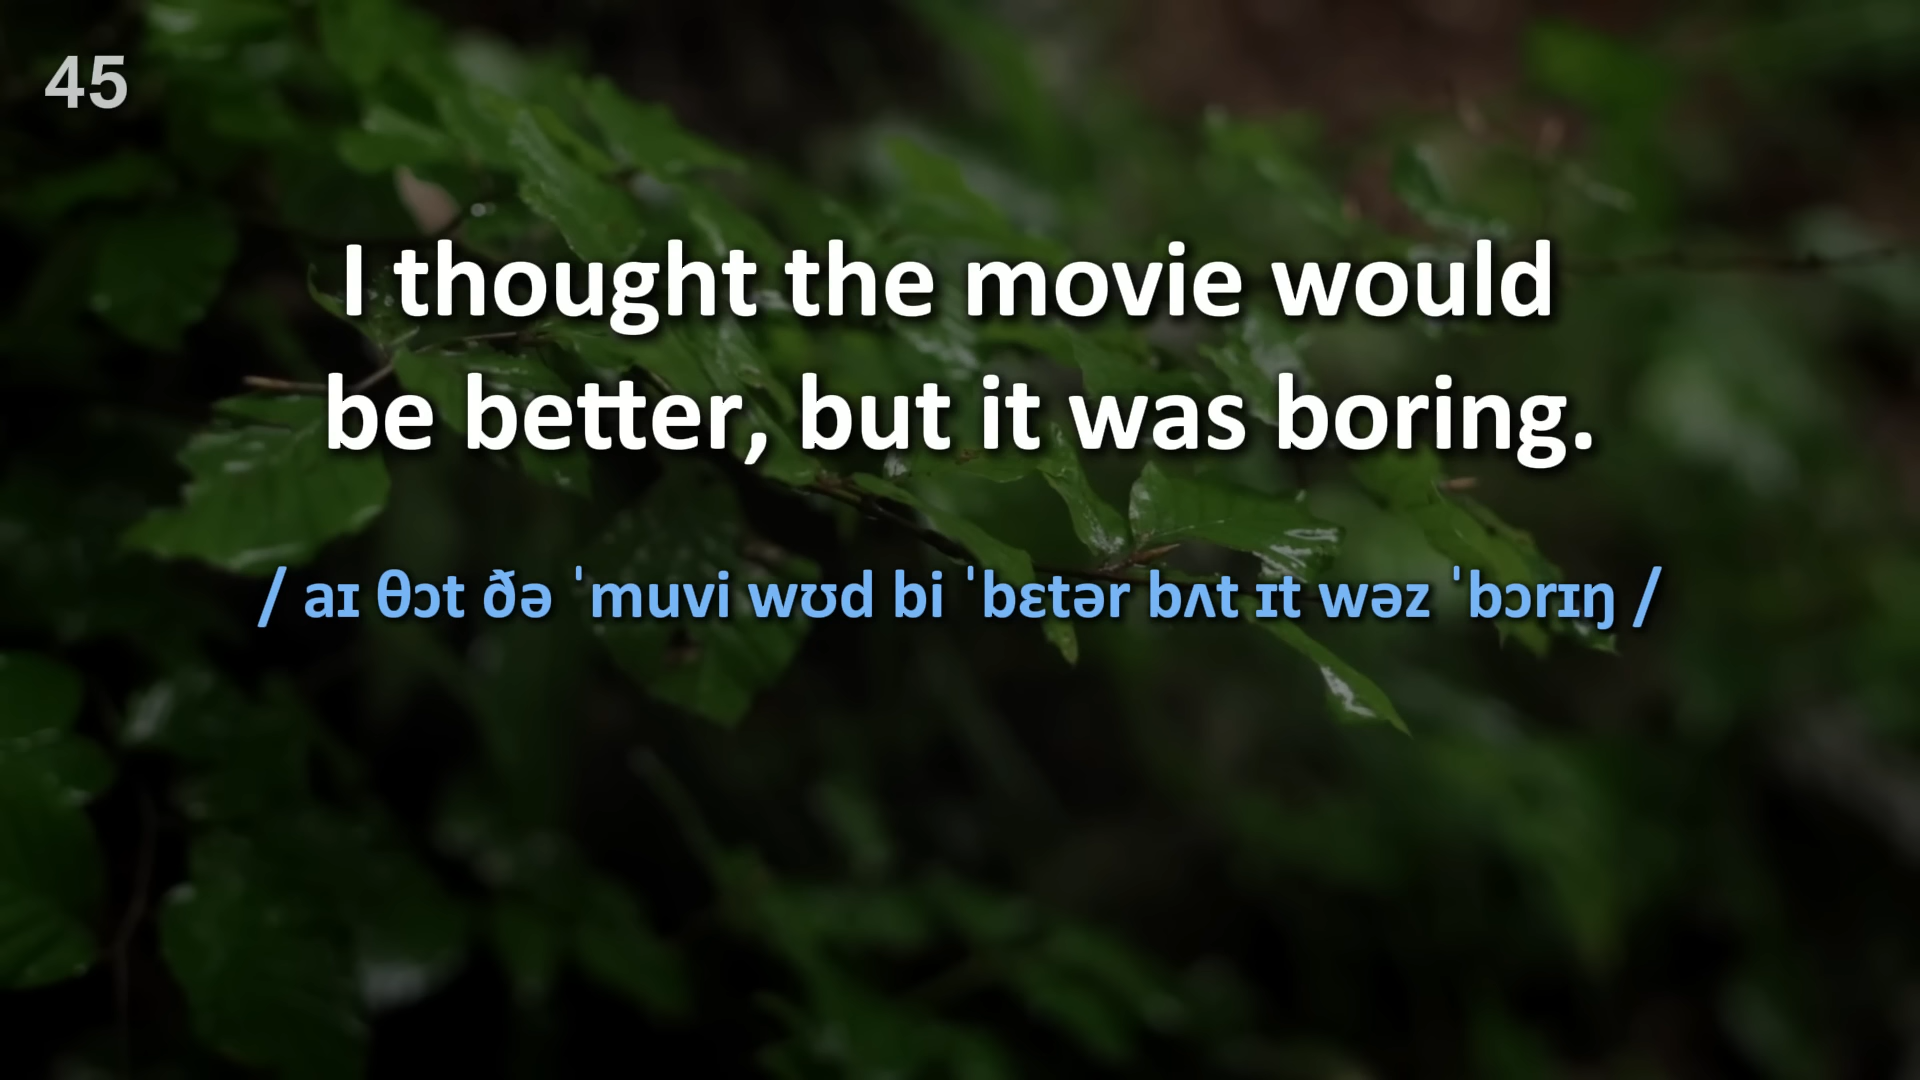 45
I thought the movie would
be better, but it was boring.
/ aɪ θɔt ðə ˈmuvi wʊd bi ˈbɛtər bʌt ɪt wəz ˈbɔrɪŋ /